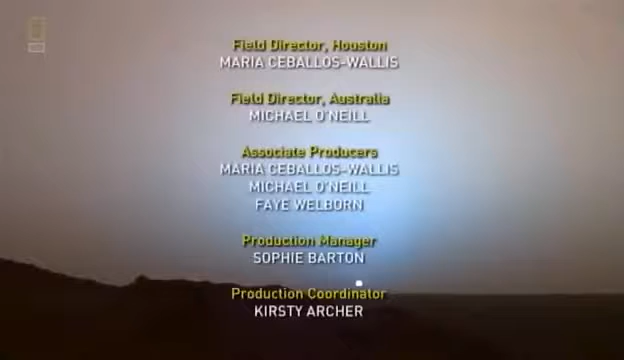 Field Director, Houston
MARIA CEBALLOS-WALLIS
Field Director, Australia
MICHAEL O'NEILL
Associate Producers
MARIA CEBALLOS-WALLIS
MICHAEL O'NEILL
FAYE WELBORN
Production Manager
SOPHIE BARTON
Production Coordinator
KIRSTY ARCHER